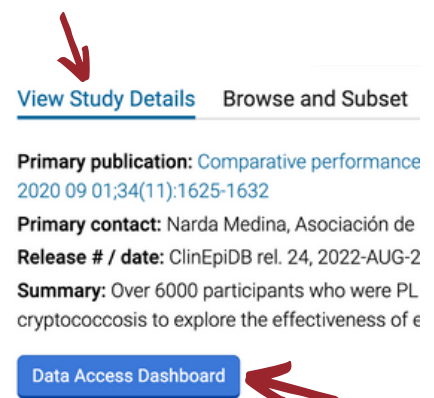 View Study Details Browse and Subset
Primary publication: Comparative performance
2020 09 01;34(11):1625-1632
Primary contact: Narda Medina, Asociación de
Release # / date: ClinEpiDB rel. 24, 2022-AUG-2
Summary: Over 6000 participants who were PL
cryptococcosis to explore the effectiveness of e
Data Access Dashboard